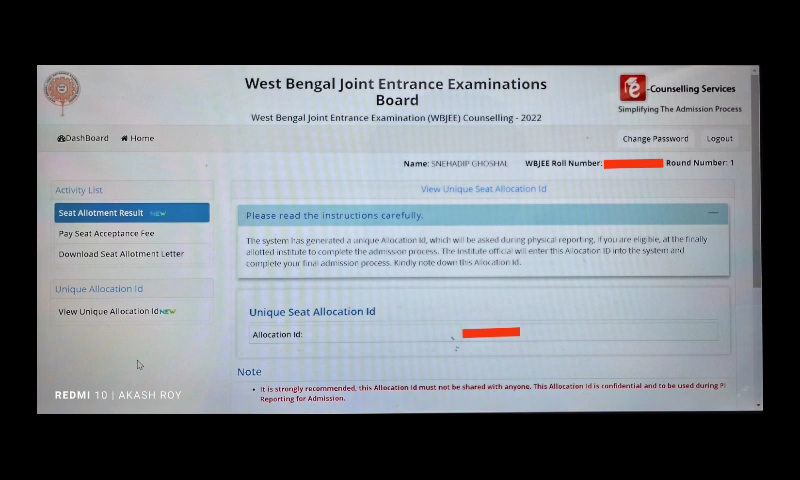 West Bengal Joint Entrance Examinations
Board
West Bengal Joint Entrance Examination (WBJEE) Counselling - 2022
e-Counselling Services
Simplifying The Admission Process
DashBoard Home
Change Password Logout
Name: SNEHADIP GHOSHAL WBJEE Roll Number: Round Number: 1
Activity List
Seat Allotment Result NEW
Pay Seat Acceptance Fee
Download Seat Allotment Letter
Unique Allocation Id
View Unique Allocation Id NEW
View Unique Seat Allocation Id
Please read the instructions carefully.
The system has generated a unique Allocation Id, which will be asked during physical reporting, if you are eligible, at the finally
allotted institute to complete the admission process. The Institute official will enter this Allocation ID into the system and
complete your final admission process. Kindly note down this Allocation Id.
Unique Seat Allocation Id
Allocation Id:
Note
• It is strongly recommended, this Allocation Id must not be shared with anyone. This Allocation Id is confidential and to be used during
Reporting for Admission.
REDMI 10 | AKASH ROY